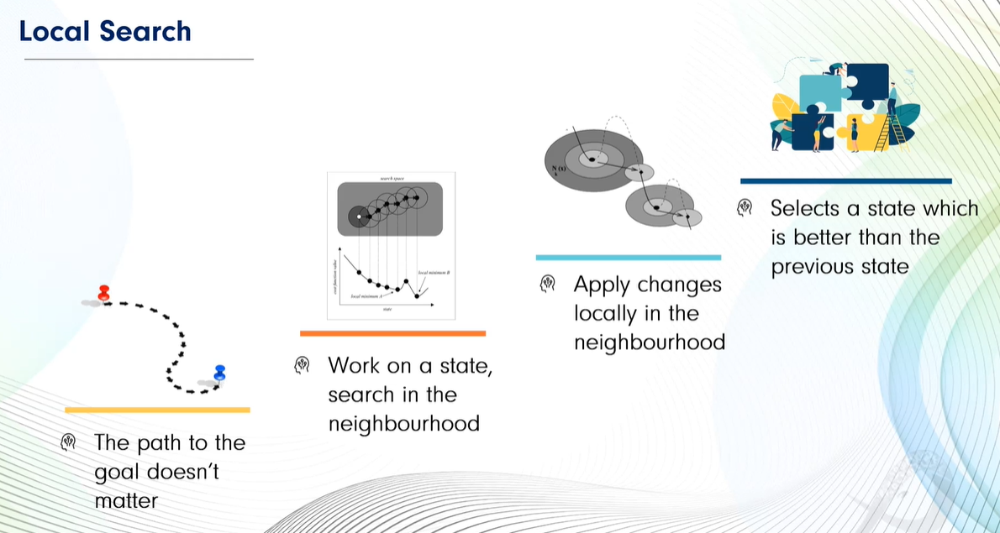 Local Search
The path to the
goal doesn't
matter
search space
cost function value
local minimum A
local minimum B
state
Work on a state,
search in the
neighbourhood
N (s)
Apply changes
locally in the
neighbourhood
Selects a state which
is better than the
previous state